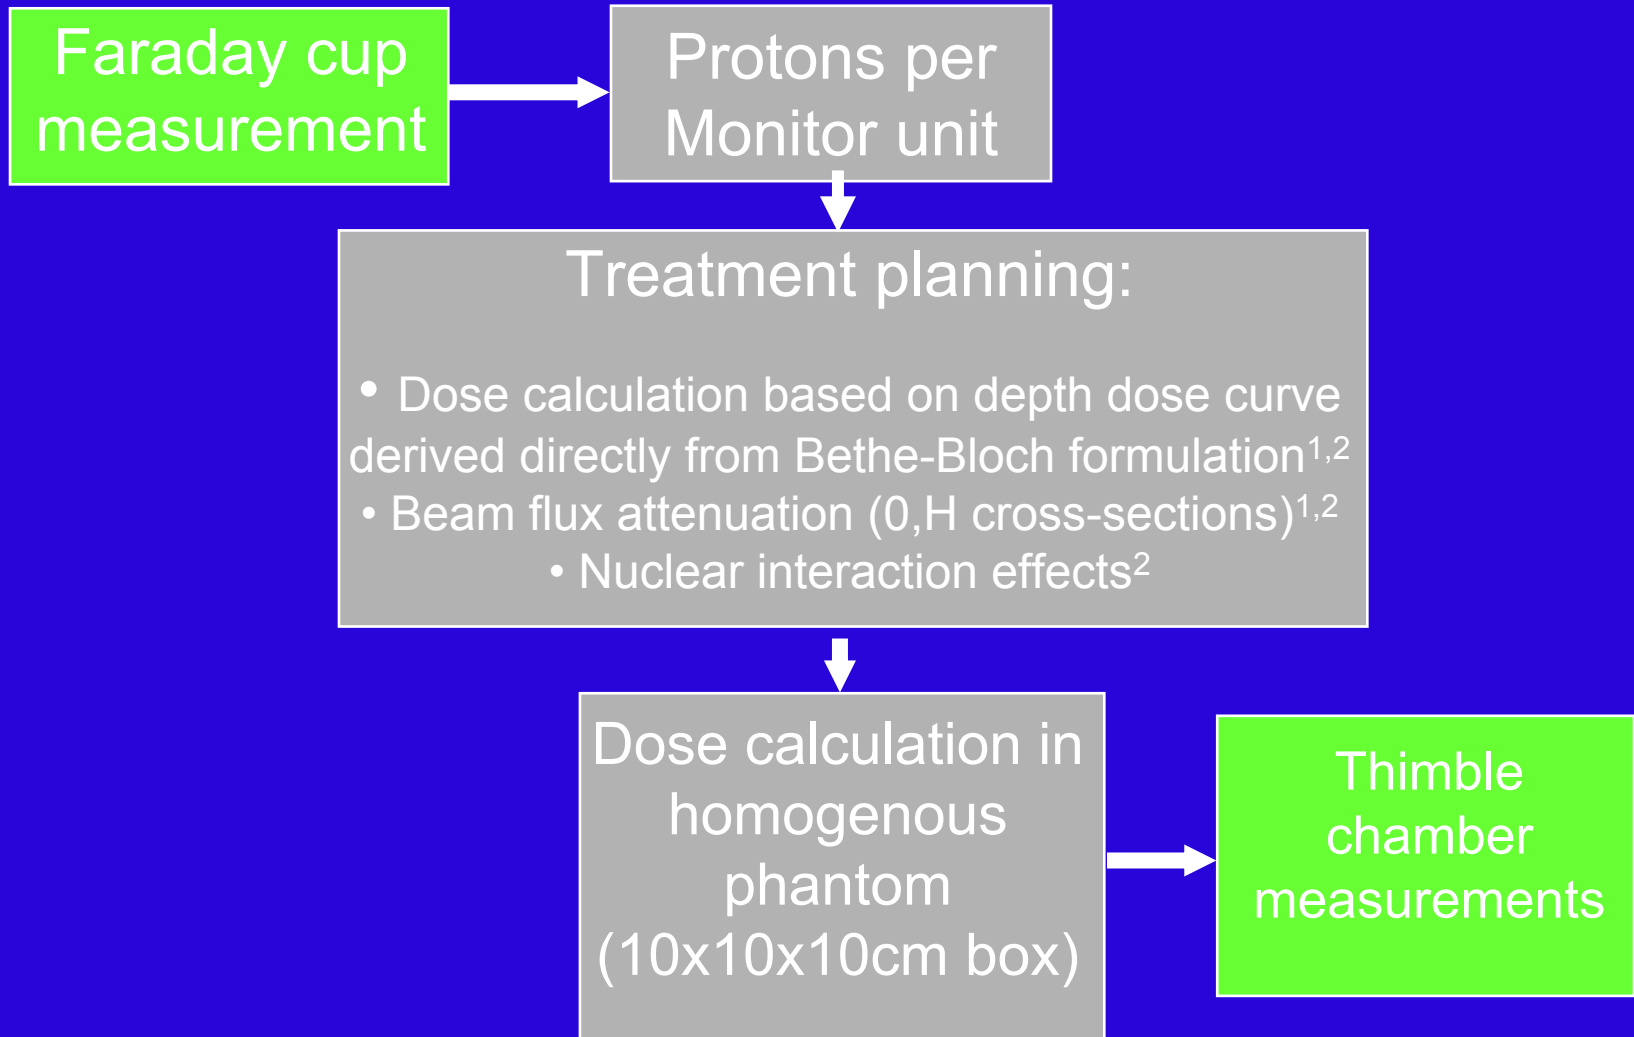 Faraday cup
measurement
Protons per
Monitor unit
Treatment planning:
• Dose calculation based on depth dose curve
derived directly from Bethe-Bloch formulation1,2
• Beam flux attenuation (0,H cross-sections)1,2
• Nuclear interaction effects2
Dose calculation in
homogenous
phantom
(10x10x10cm box)
Thimble
chamber
measurements